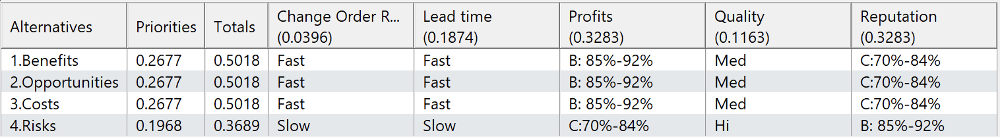 Alternatives Priorities Totals Change Order R... (0.0396) Lead time (0.1874) Profits (0.3283) Quality (0.1163) Reputation (0.3283)
1.Benefits 0.2677 0.5018 Fast Fast B: 85%-92% Med C:70%-84%
2.Opportunities 0.2677 0.5018 Fast Fast B: 85%-92% Med C:70%-84%
3.Costs 0.2677 0.5018 Fast Fast B: 85%-92% Med C:70%-84%
4.Risks 0.1968 0.3689 Slow Slow C:70%-84% Hi B: 85%-92%